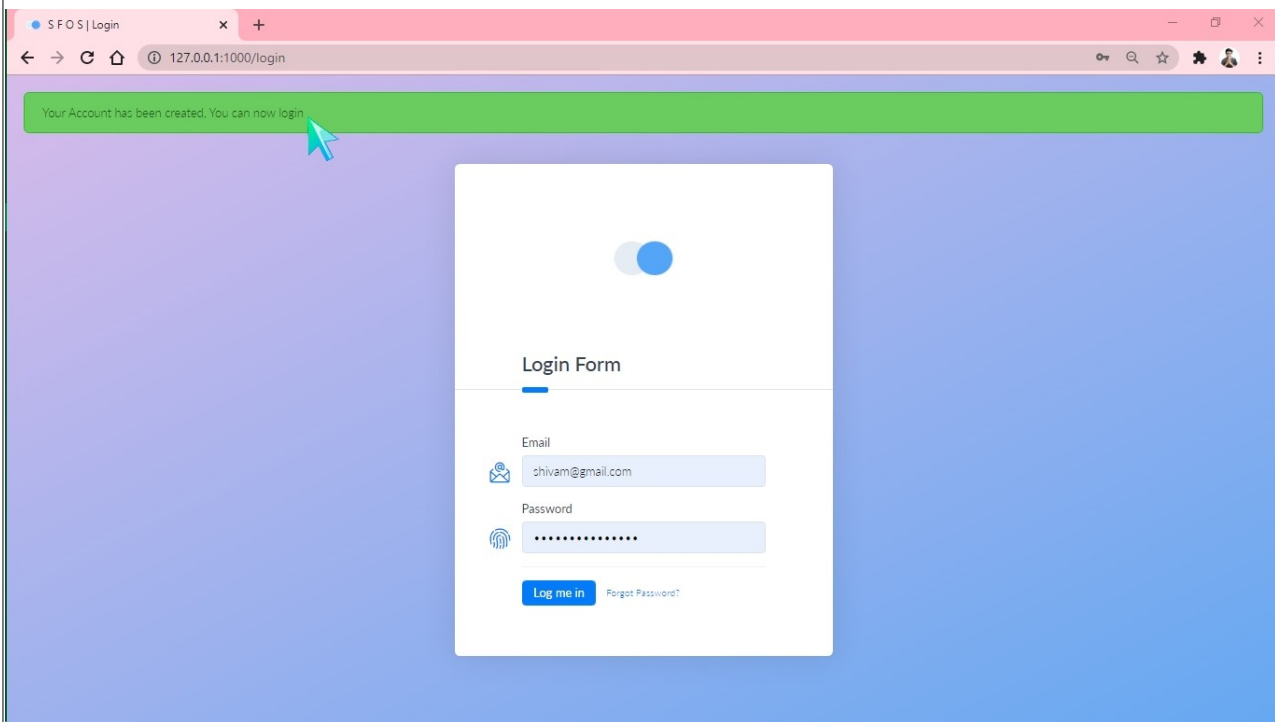 S F O S | Login
127.0.0.1:1000/login
Your Account has been created, You can now login
Login Form
Email
shivam@gmail.com
Password
Log me in Forgot Password?